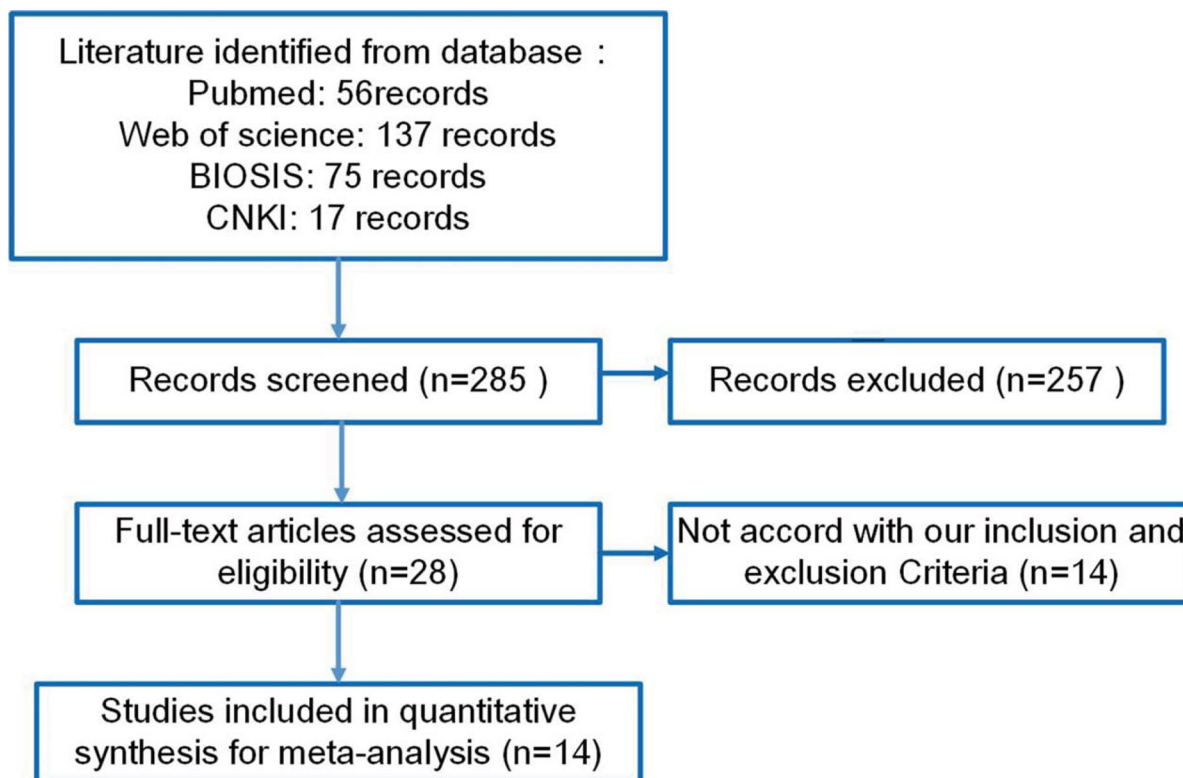 Literature identified from database :
Pubmed: 56records
Web of science: 137 records
BIOSIS: 75 records
CNKI: 17 records
Records screened (n=285 )
Records excluded (n=257 )
Full-text articles assessed for
eligibility (n=28)
Not accord with our inclusion and
exclusion Criteria (n=14)
Studies included in quantitative
synthesis for meta-analysis (n=14)